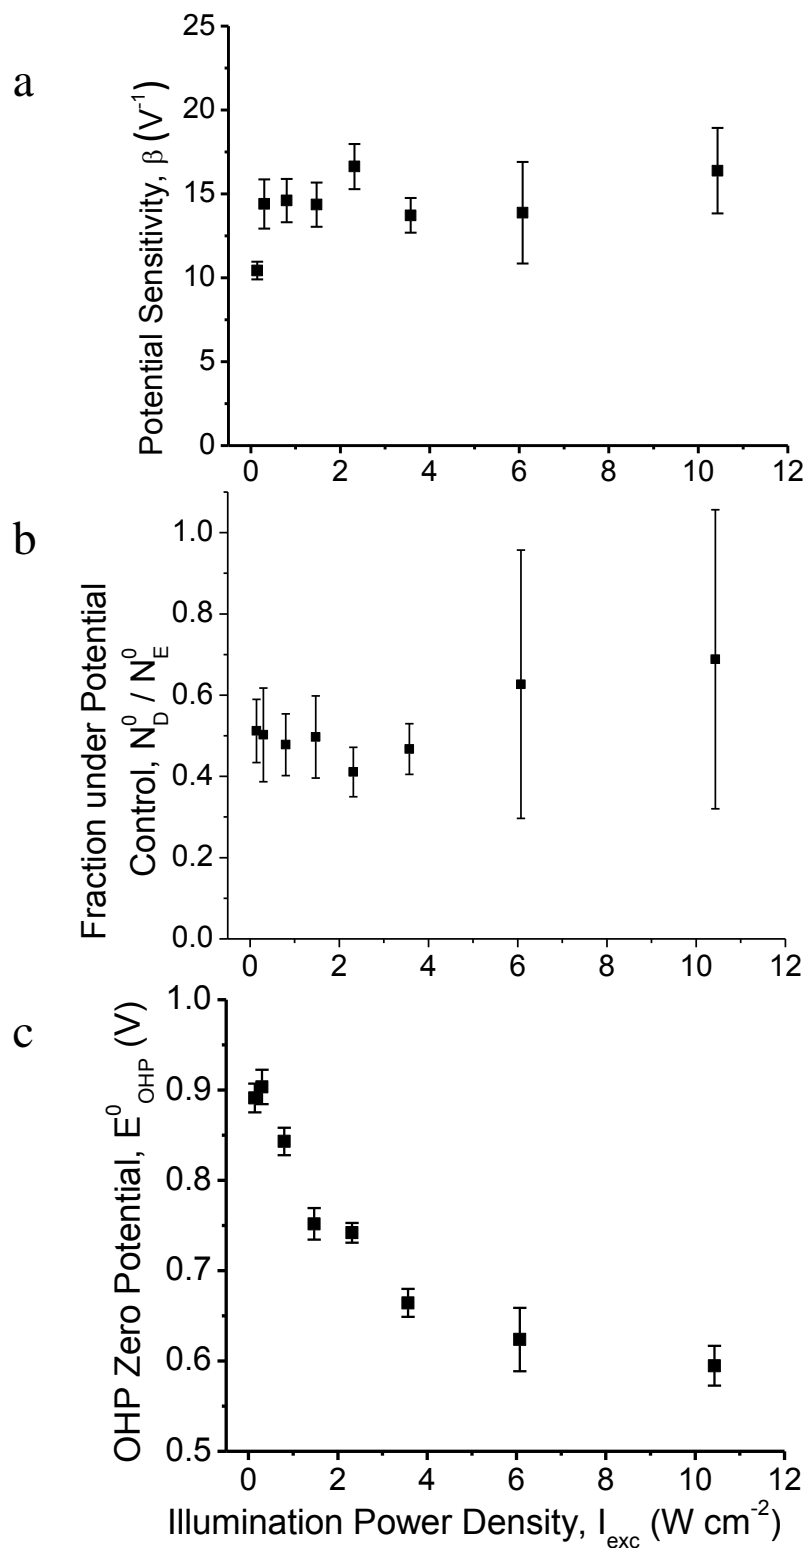 a
Potential Sensitivity, β (V⁻¹)
25
20
15
10
5
0
0 2 4 6 8 10 12
b
Fraction under Potential
Control, N⁰_D / N⁰_E
1.0
0.8
0.6
0.4
0.2
0.0
0 2 4 6 8 10 12
c
OHP Zero Potential, E⁰_OHP (V)
1.0
0.9
0.8
0.7
0.6
0.5
0 2 4 6 8 10 12
Illumination Power Density, I_exc (W cm⁻²)